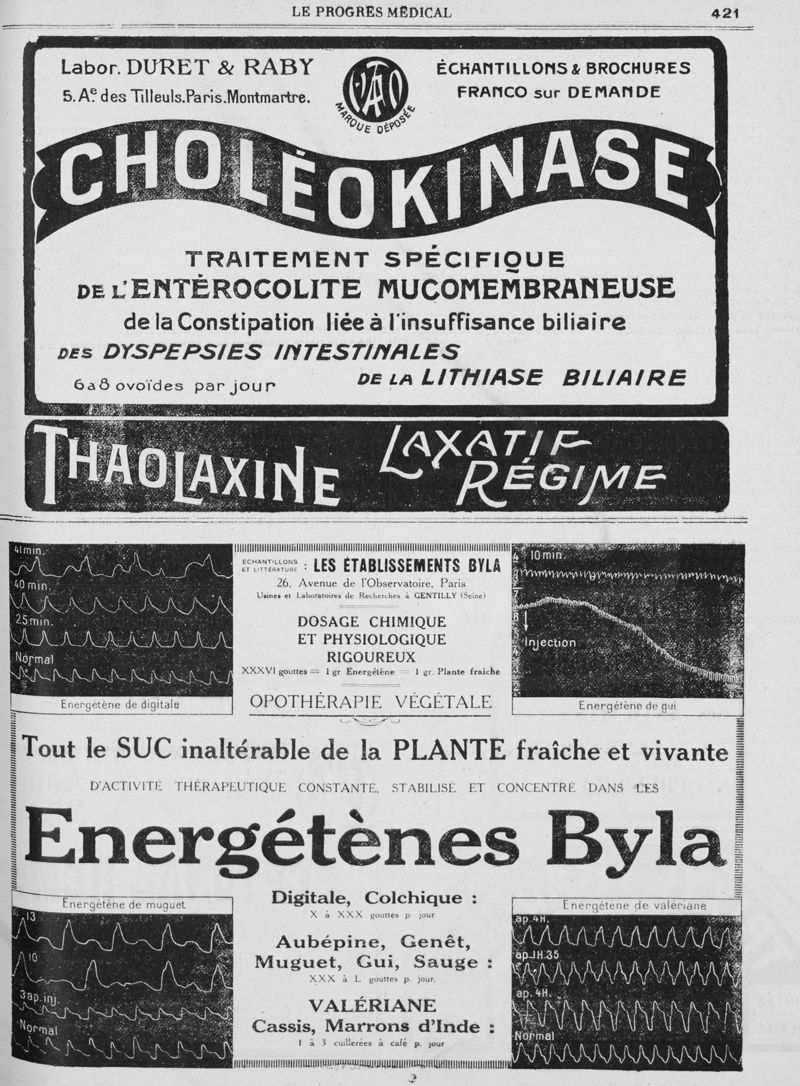 LE PROGRÈS MÉDICAL
421
Labor. DURET & RABY
5. Ae des Tilleuls. Paris. Montmartre.
MARQUE DÉPOSÉE
ÉCHANTILLONS & BROCHURES
FRANCO sur DEMANDE
CHOLÉOKINASE
TRAITEMENT SPÉCIFIQUE
DE L'ENTÉROCOLITE MUCOMEMBRANEUSE
de la Constipation liée à l'insuffisance biliaire
DES DYSPEPSIES INTESTINALES
6 a 8 ovoïdes par jour
DE LA LITHIASE BILIAIRE
THAOLAXINE
LAXATIF
RÉGIME
41 min.
40 min.
25 min.
Normal
Energétène de digitale
ÉCHANTILLONS
ET LITTÉRATURE : LES ÉTABLISSEMENTS BYLA
26, Avenue de l'Observatoire, Paris
Usines et Laboratoires de Recherches à GENTILLY (Seine)
DOSAGE CHIMIQUE
ET PHYSIOLOGIQUE
RIGOUREUX
XXXVI gouttes = 1 gr Energétène = 1 gr. Plante fraîche
OPOTHÉRAPIE VÉGÉTALE
10 min.
Injection
Energétène de gui
Tout le SUC inaltérable de la PLANTE fraîche et vivante
D'ACTIVITÉ THÉRAPEUTIQUE CONSTANTE, STABILISÉ ET CONCENTRÉ DANS LES
Energétènes Byla
Energétène de muguet
13
10
3 ap. inj.
Normal
Digitale, Colchique :
X à XXX gouttes p jour
Aubépine, Genêt,
Muguet, Gui, Sauge :
XXX à L gouttes p. jour.
VALÉRIANE
Cassis, Marrons d'Inde :
1 à 3 cuillerées à café p. jour
Energétène de valériane
ap. 4H.
ap. 1H.35
ap. 4H.
Normal
2